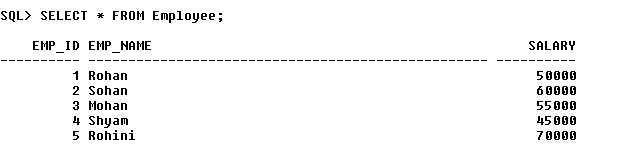 SQL> SELECT * FROM Employee;
EMP_ID EMP_NAME SALARY
---------- -------------------------------------------------- ----------
1 Rohan 50000
2 Sohan 60000
3 Mohan 55000
4 Shyam 45000
5 Rohini 70000